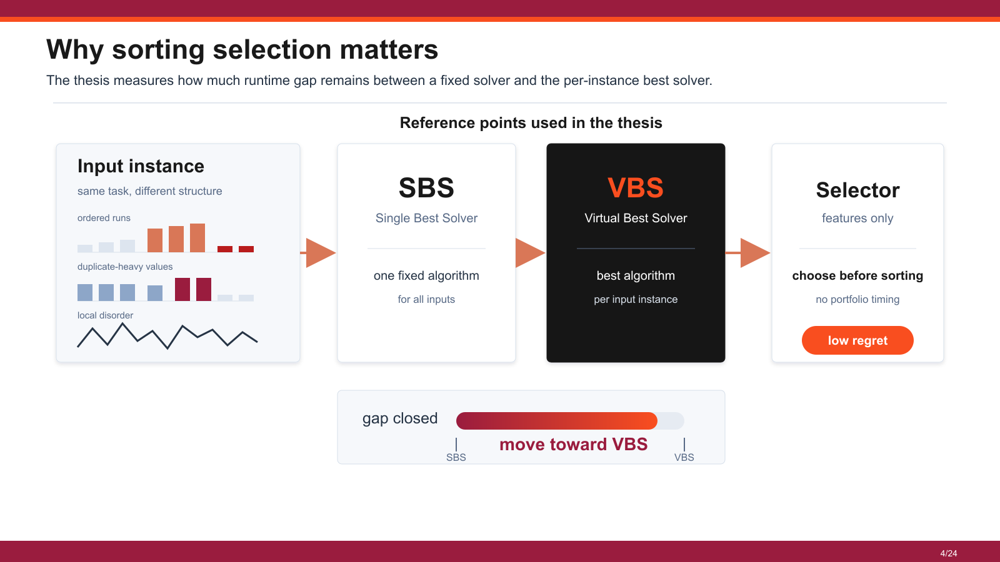 Why sorting selection matters
The thesis measures how much runtime gap remains between a fixed solver and the per-instance best solver.
Reference points used in the thesis
Input instance
same task, different structure
ordered runs
duplicate-heavy values
local disorder
SBS
Single Best Solver
one fixed algorithm
for all inputs
VBS
Virtual Best Solver
best algorithm
per input instance
Selector
features only
choose before sorting
no portfolio timing
low regret
gap closed
move toward VBS
SBS
VBS
4/24